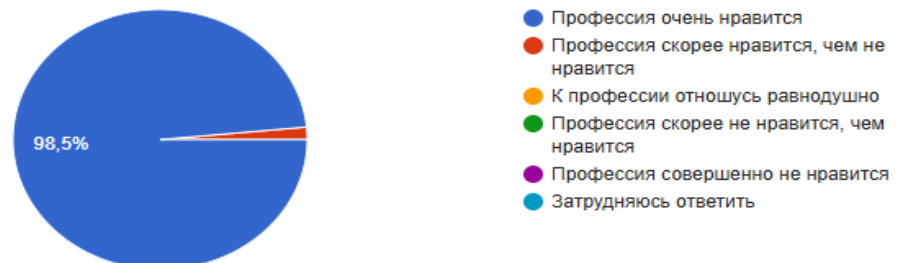 98,5%
Профессия очень нравится
Профессия скорее нравится, чем не
нравится
К профессии отношусь равнодушно
Профессия скорее не нравится, чем
нравится
Профессия совершенно не нравится
Затрудняюсь ответить